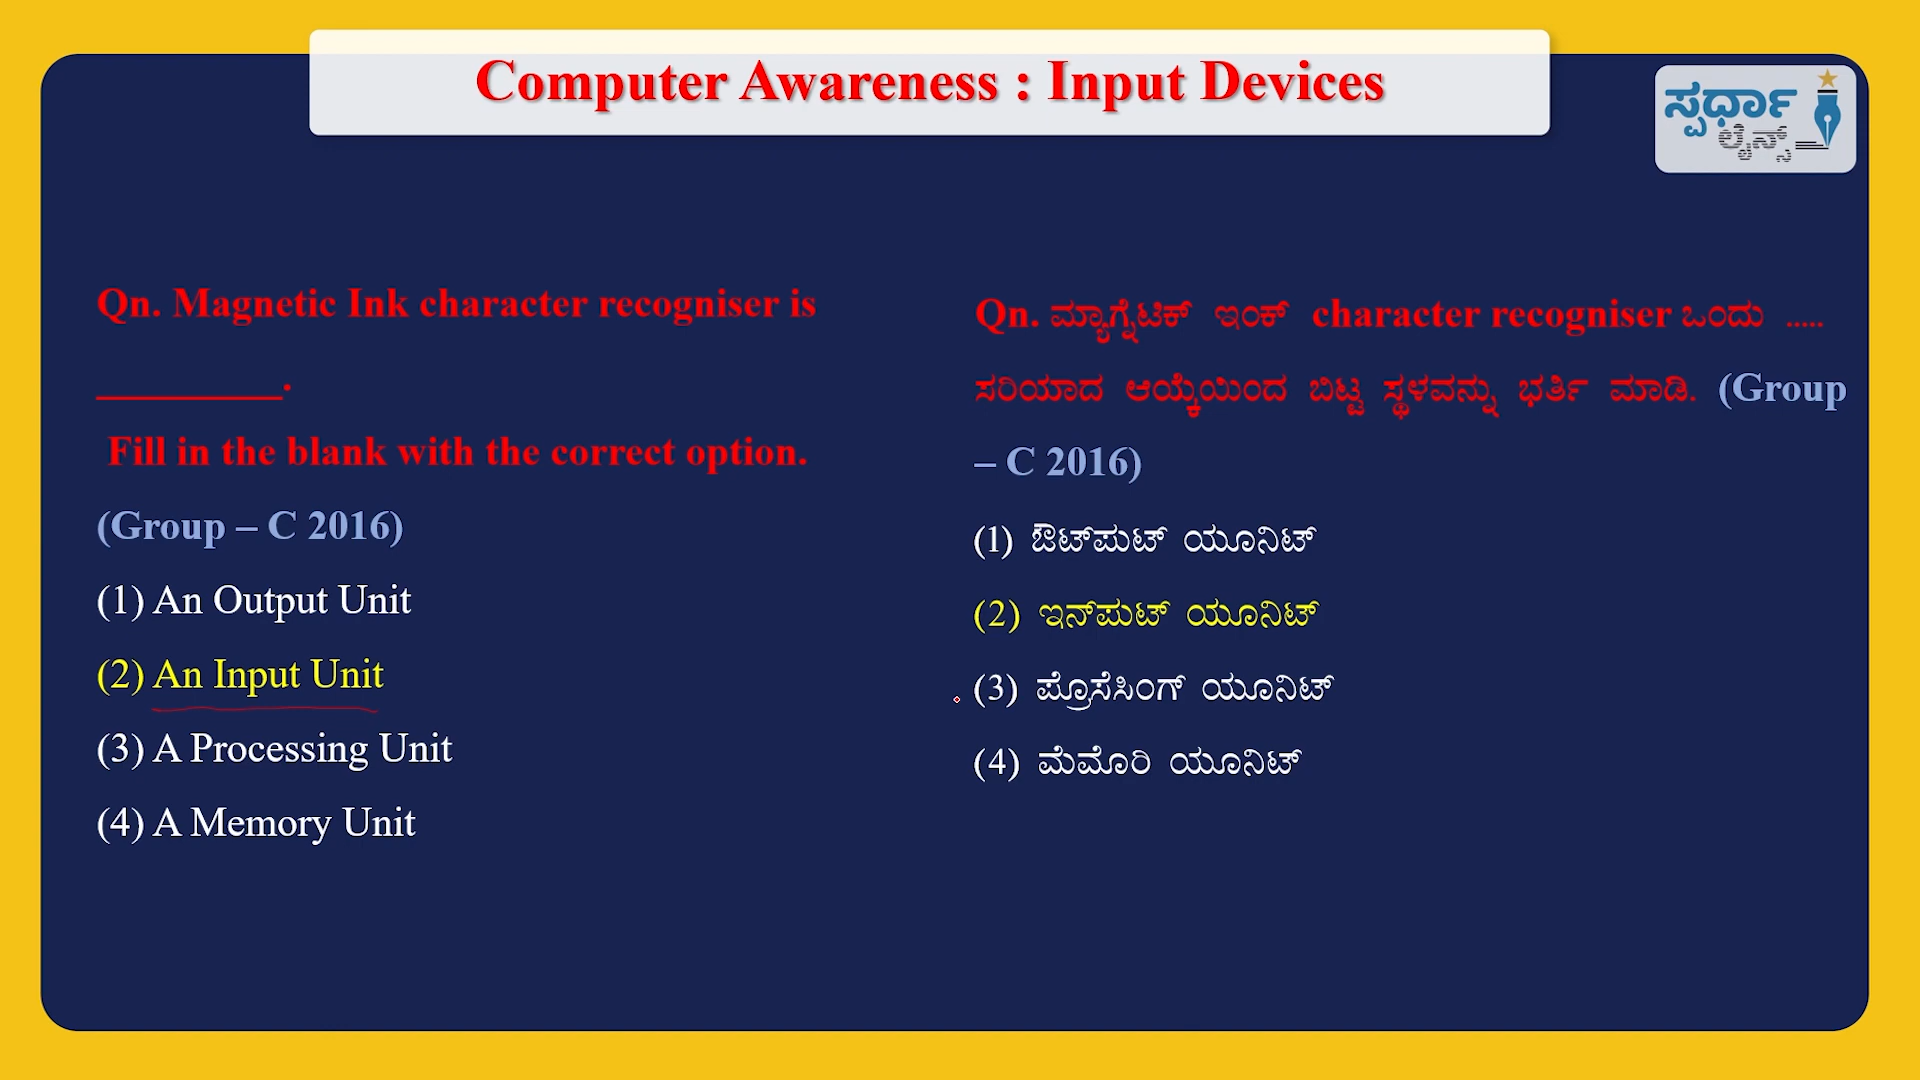 Computer Awareness : Input Devices
ಸ್ಪರ್ಧಾ
ಲೈನ್ಸ್
Qn. Magnetic Ink character recogniser is
_________.
Fill in the blank with the correct option.
(Group – C 2016)
(1) An Output Unit
(2) An Input Unit
(3) A Processing Unit
(4) A Memory Unit
Qn. ಮ್ಯಾಗ್ನೆಟಿಕ್ ಇಂಕ್ character recogniser ಒಂದು .....
ಸರಿಯಾದ ಆಯ್ಕೆಯಿಂದ ಬಿಟ್ಟ ಸ್ಥಳವನ್ನು ಭರ್ತಿ ಮಾಡಿ. (Group
– C 2016)
(1) ಔಟ್‌ಪುಟ್ ಯೂನಿಟ್
(2) ಇನ್‌ಪುಟ್ ಯೂನಿಟ್
(3) ಪ್ರೊಸೆಸಿಂಗ್ ಯೂನಿಟ್
(4) ಮೆಮೊರಿ ಯೂನಿಟ್